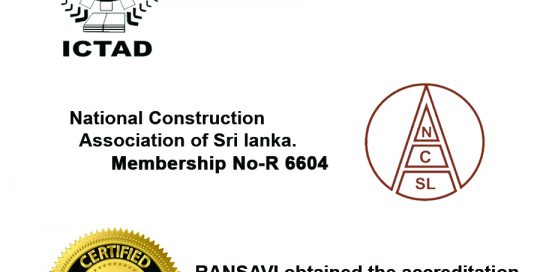 ICTAD
National Construction
Association of Sri lanka.
Membership No-R 6604
N
C
SL
CERTIFIED
RANSAVI obtained the accreditation